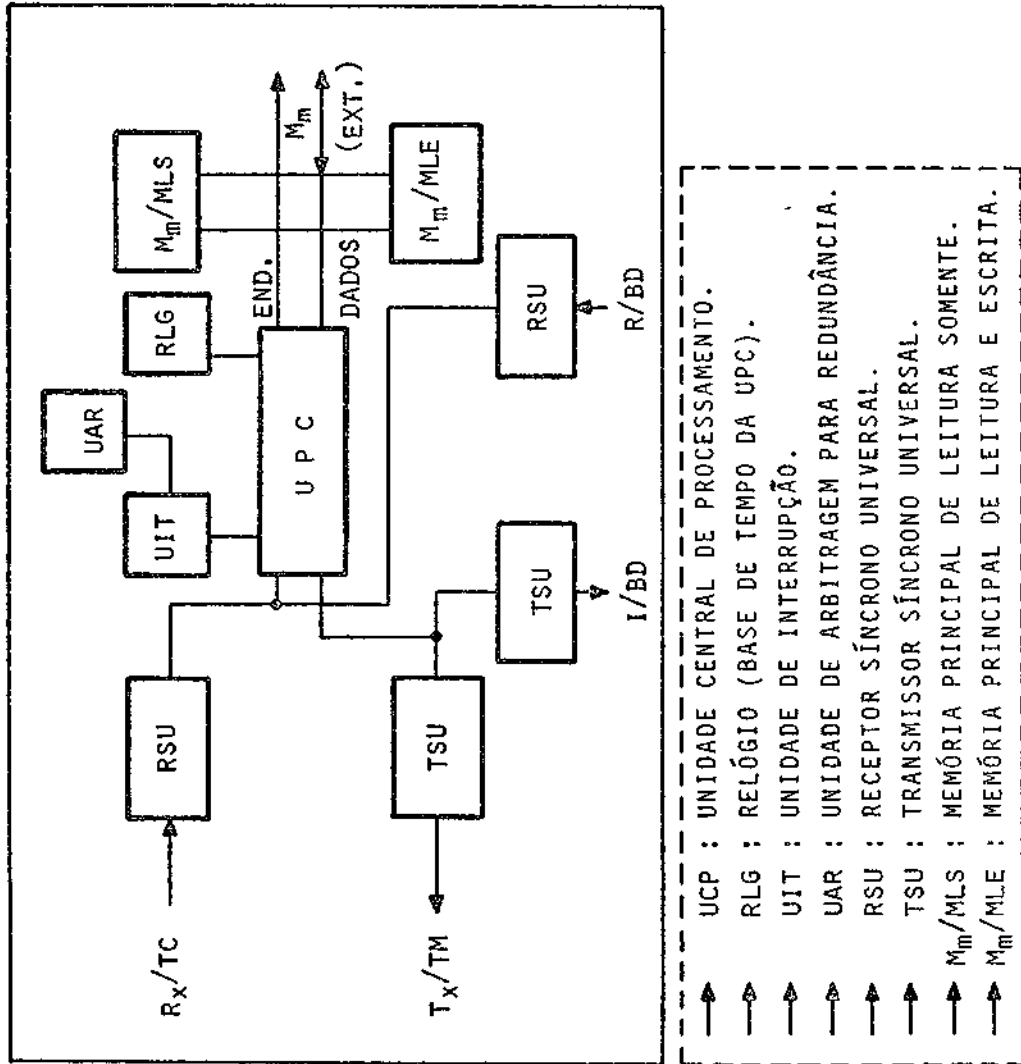 UAR
UIT
RLG
Mm/MLS
RSU
END.
Mm
Rx/TC
U P C
DADOS
(EXT.)
TSU
Mm/MLE
Tx/TM
TSU
RSU
I/BD
R/BD
UCP : UNIDADE CENTRAL DE PROCESSAMENTO.
RLG : RELÓGIO (BASE DE TEMPO DA UPC).
UIT : UNIDADE DE INTERRUPÇÃO.
UAR : UNIDADE DE ARBITRAGEM PARA REDUNDÂNCIA.
RSU : RECEPTOR SÍNCRONO UNIVERSAL.
TSU : TRANSMISSOR SÍNCRONO UNIVERSAL.
Mm/MLS : MEMÓRIA PRINCIPAL DE LEITURA SOMENTE.
Mm/MLE : MEMÓRIA PRINCIPAL DE LEITURA E ESCRITA.